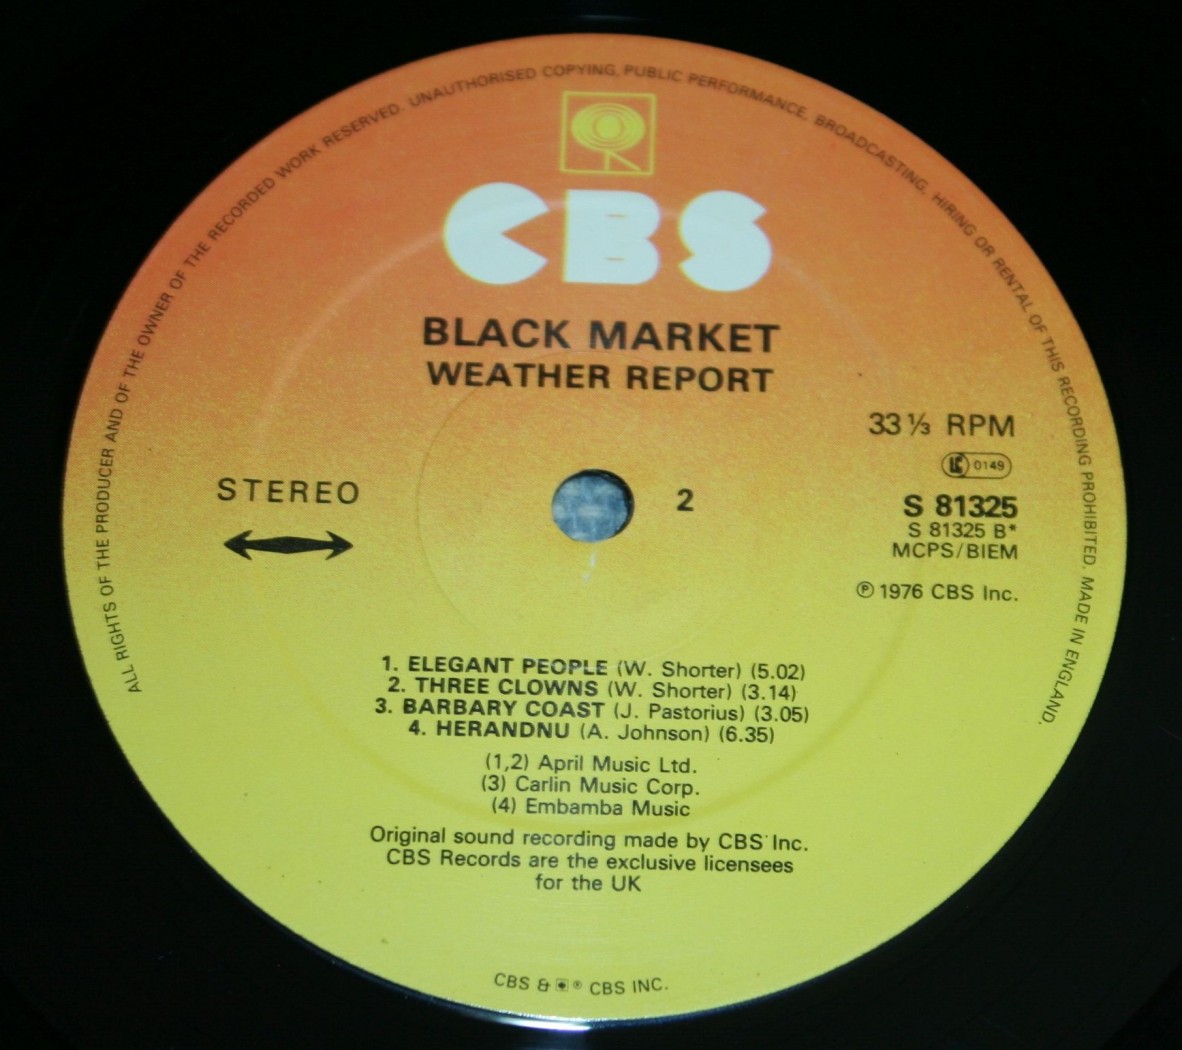 ALL RIGHTS OF THE PRODUCER AND OF THE OWNER OF THE RECORDED WORK RESERVED. UNAUTHORISED COPYING, PUBLIC PERFORMANCE, BROADCASTING, HIRING OR RENTAL OF THIS RECORDING PROHIBITED. MADE IN ENGLAND.
CBS
BLACK MARKET
WEATHER REPORT
33 ⅓ RPM
LC 0149
STEREO
2
S 81325
S 81325 B*
MCPS/BIEM
℗ 1976 CBS Inc.
1. ELEGANT PEOPLE (W. Shorter) (5.02)
2. THREE CLOWNS (W. Shorter) (3.14)
3. BARBARY COAST (J. Pastorius) (3.05)
4. HERANDNU (A. Johnson) (6.35)
(1,2) April Music Ltd.
(3) Carlin Music Corp.
(4) Embamba Music
Original sound recording made by CBS Inc.
CBS Records are the exclusive licensees
for the UK
CBS & ® CBS INC.